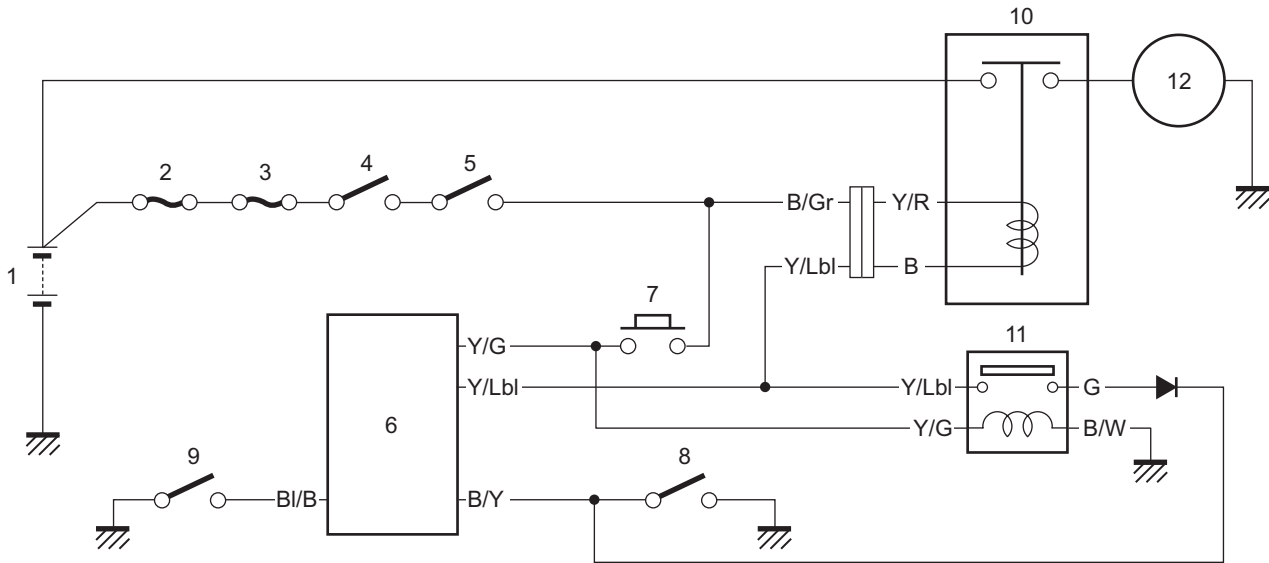 10
12
2 3 4 5
B/Gr Y/R
Y/Lbl B
1
7
Y/G
11
Y/Lbl
Y/Lbl G
6
Y/G B/W
9 8
Bl/B B/Y